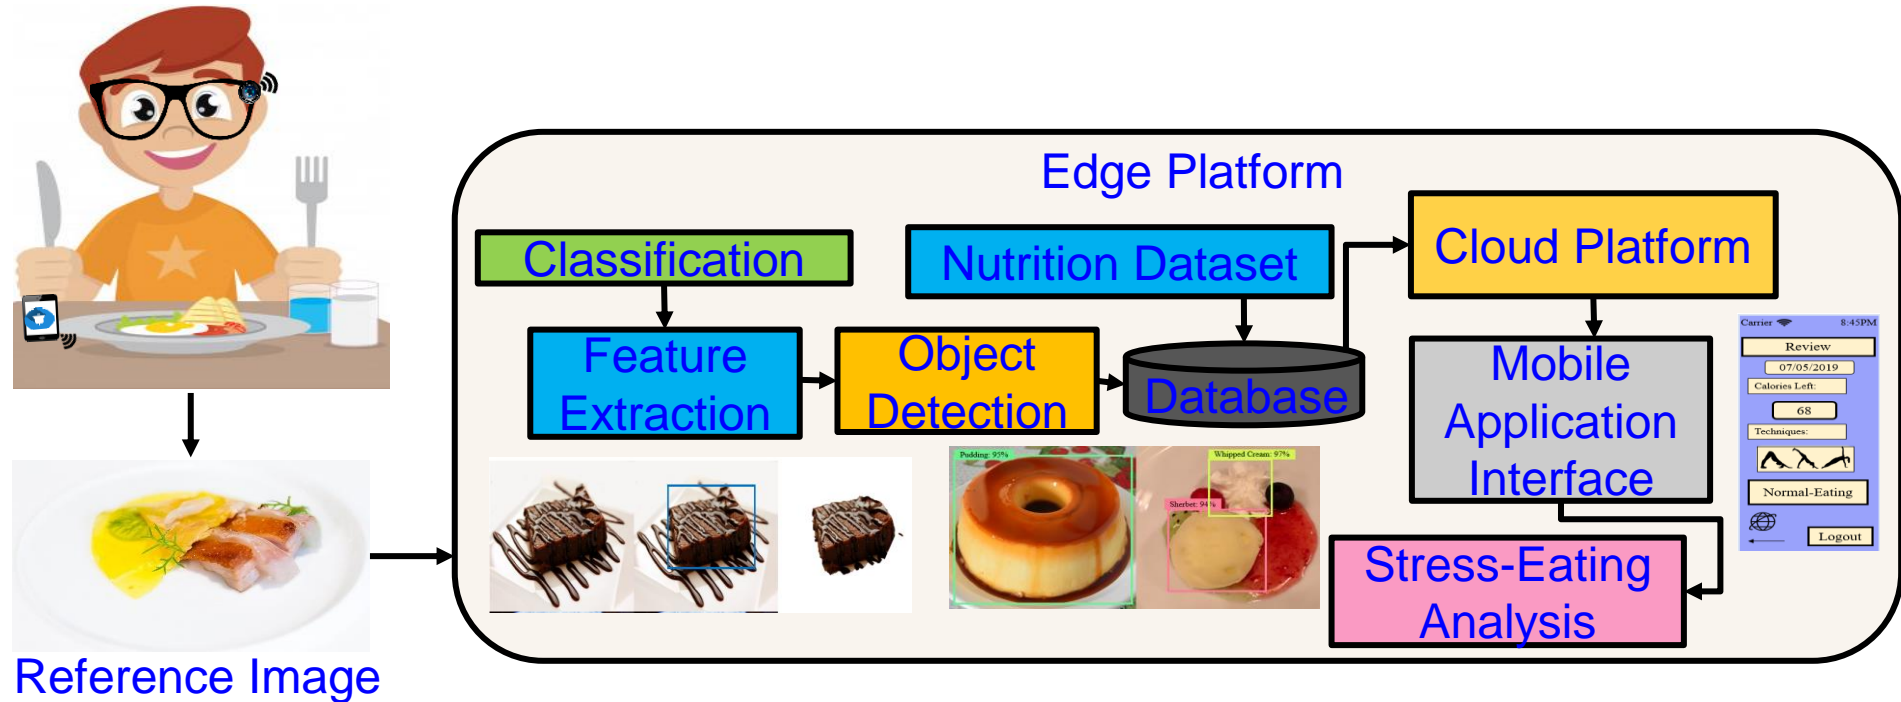 Edge Platform
Classification
Nutrition Dataset
Cloud Platform
Feature
Extraction
Object
Detection
Database
Mobile
Application
Interface
Stress-Eating
Analysis
Pudding: 95%
Whipped Cream: 97%
Sherbet: 94%
Carrier
8:45PM
Review
07/05/2019
Calories Left:
68
Techniques:
Normal-Eating
Logout
Reference Image